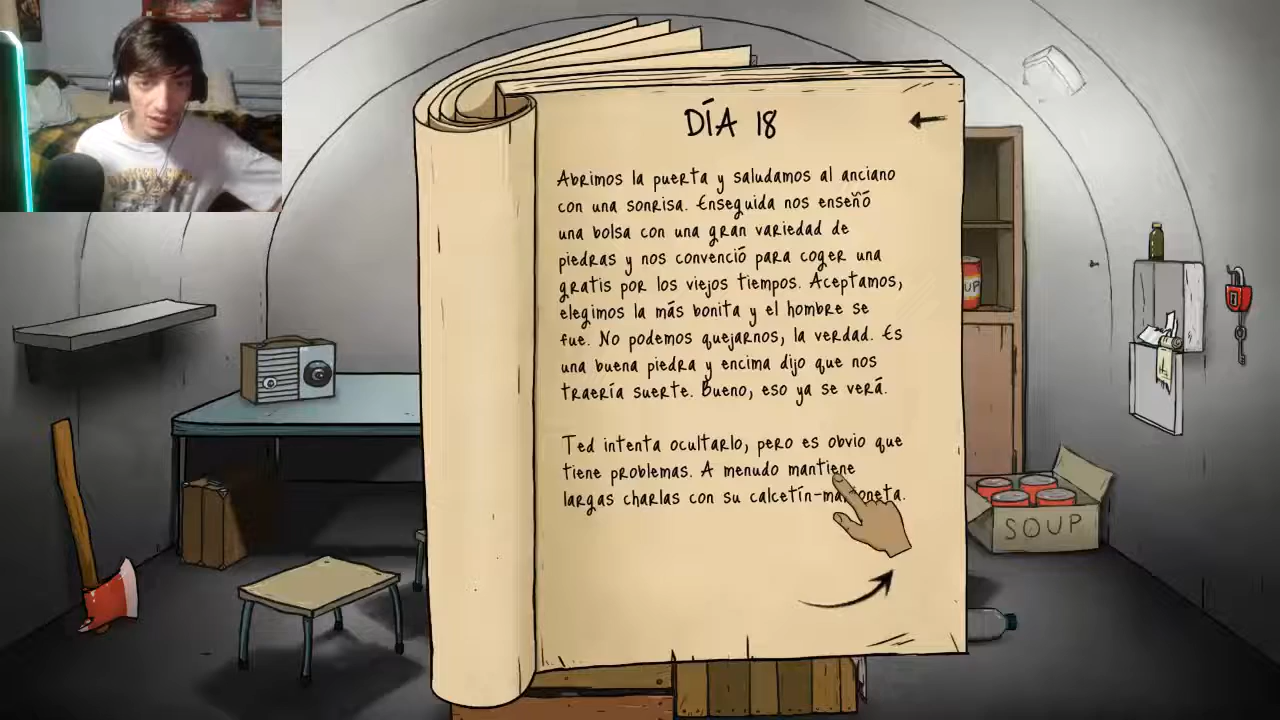 DÍA 18
Abrimos la puerta y saludamos al anciano
con una sonrisa. Enseguida nos enseñó
una bolsa con una gran variedad de
piedras y nos convenció para coger una
gratis por los viejos tiempos. Aceptamos,
elegimos la más bonita y el hombre se
fue. No podemos quejarnos, la verdad. Es
una buena piedra y encima dijo que nos
traería suerte. Bueno, eso ya se verá.
Ted intenta ocultarlo, pero es obvio que
tiene problemas. A menudo mantiene
largas charlas con su
SOUP